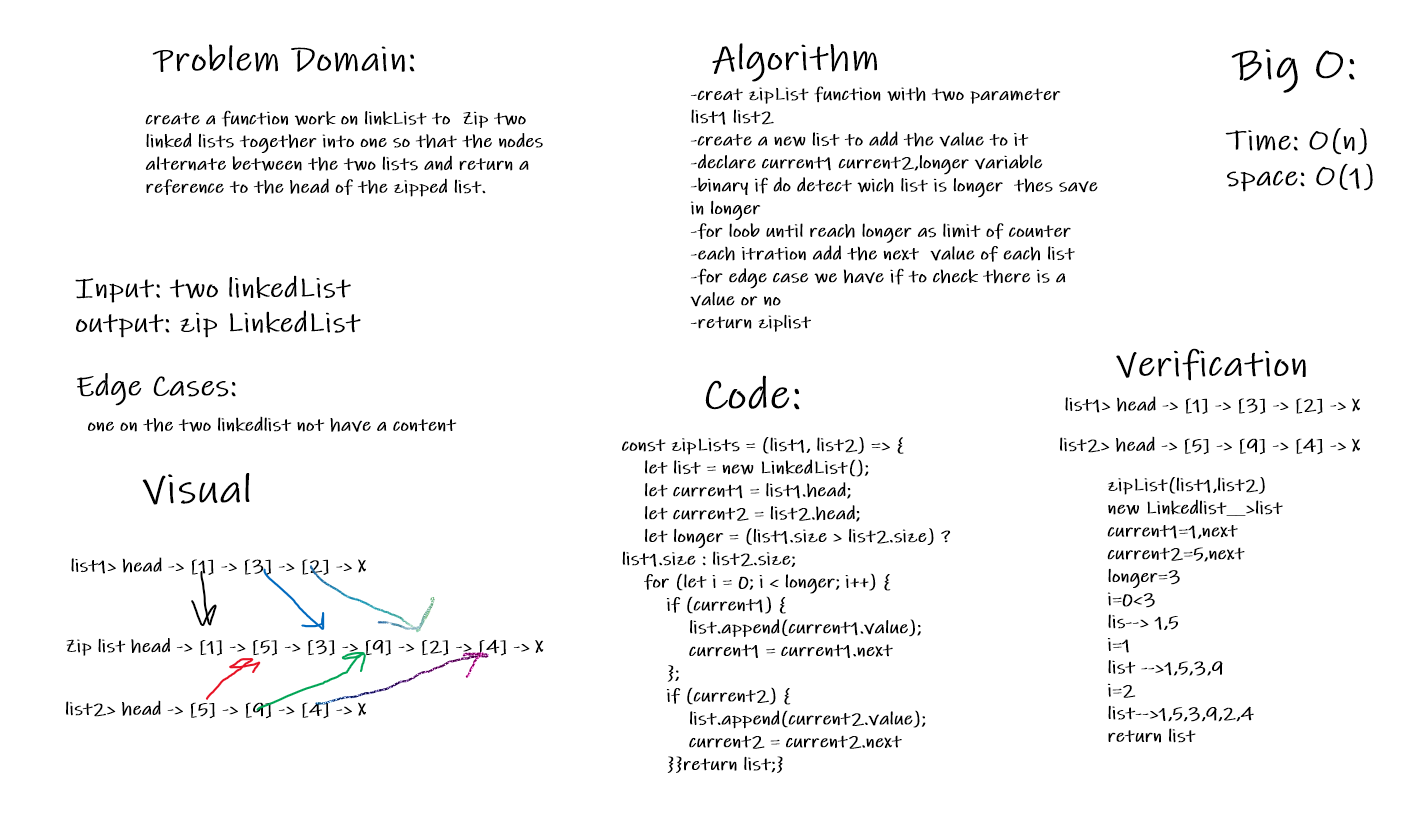 Problem Domain:
create a function work on linkList to Zip two
linked lists together into one so that the nodes
alternate between the two lists and return a
reference to the head of the zipped list.
Input: two linkedList
output: zip LinkedList
Edge Cases:
one on the two linkedlist not have a content
Visual
list1> head -> [1] -> [3] -> [2] -> X
Zip list head -> [1] -> [5] -> [3] -> [9] -> [2] -> [4] -> X
list2> head -> [5] -> [9] -> [4] -> X
Algorithm
-creat zipList function with two parameter
list1 list2
-create a new list to add the value to it
-declare current1 current2,longer variable
-binary if do detect wich list is longer thes save
in longer
-for loob until reach longer as limit of counter
-each itration add the next value of each list
-for edge case we have if to check there is a
value or no
-return ziplist
Code:
const zipLists = (list1, list2) => {
let list = new LinkedList();
let current1 = list1.head;
let current2 = list2.head;
let longer = (list1.size > list2.size) ?
list1.size : list2.size;
for (let i = 0; i < longer; i++) {
if (current1) {
list.append(current1.value);
current1 = current1.next
};
if (current2) {
list.append(current2.value);
current2 = current2.next
}}return list;}
Big O:
Time: O(n)
space: O(1)
Verification
list1> head -> [1] -> [3] -> [2] -> X
list2> head -> [5] -> [9] -> [4] -> X
zipList(list1,list2)
new Linkedlist__>list
current1=1,next
current2=5,next
longer=3
i=0<3
lis--> 1,5
i=1
list -->1,5,3,9
i=2
list-->1,5,3,9,2,4
return list